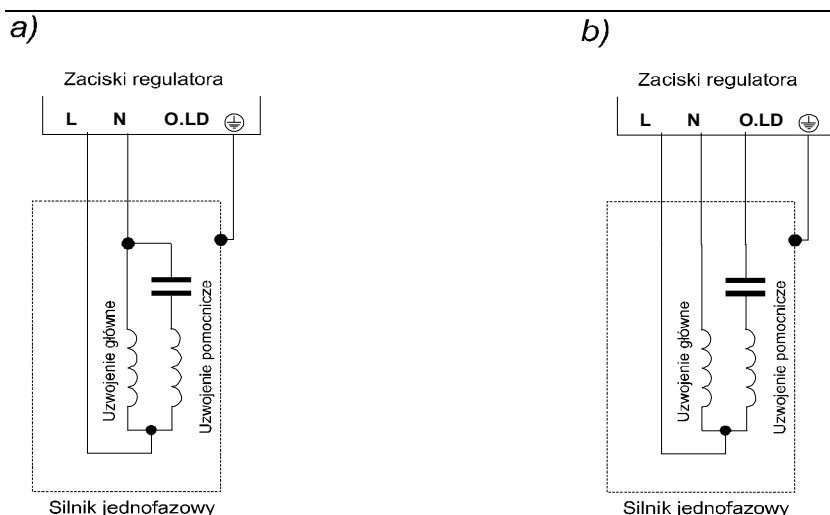 a)
Zaciski regulatora
L N O.LD
Uzwojenie główne
Uzwojenie pomocnicze
Silnik jednofazowy
b)
Zaciski regulatora
L N O.LD
Uzwojenie główne
Uzwojenie pomocnicze
Silnik jednofazowy